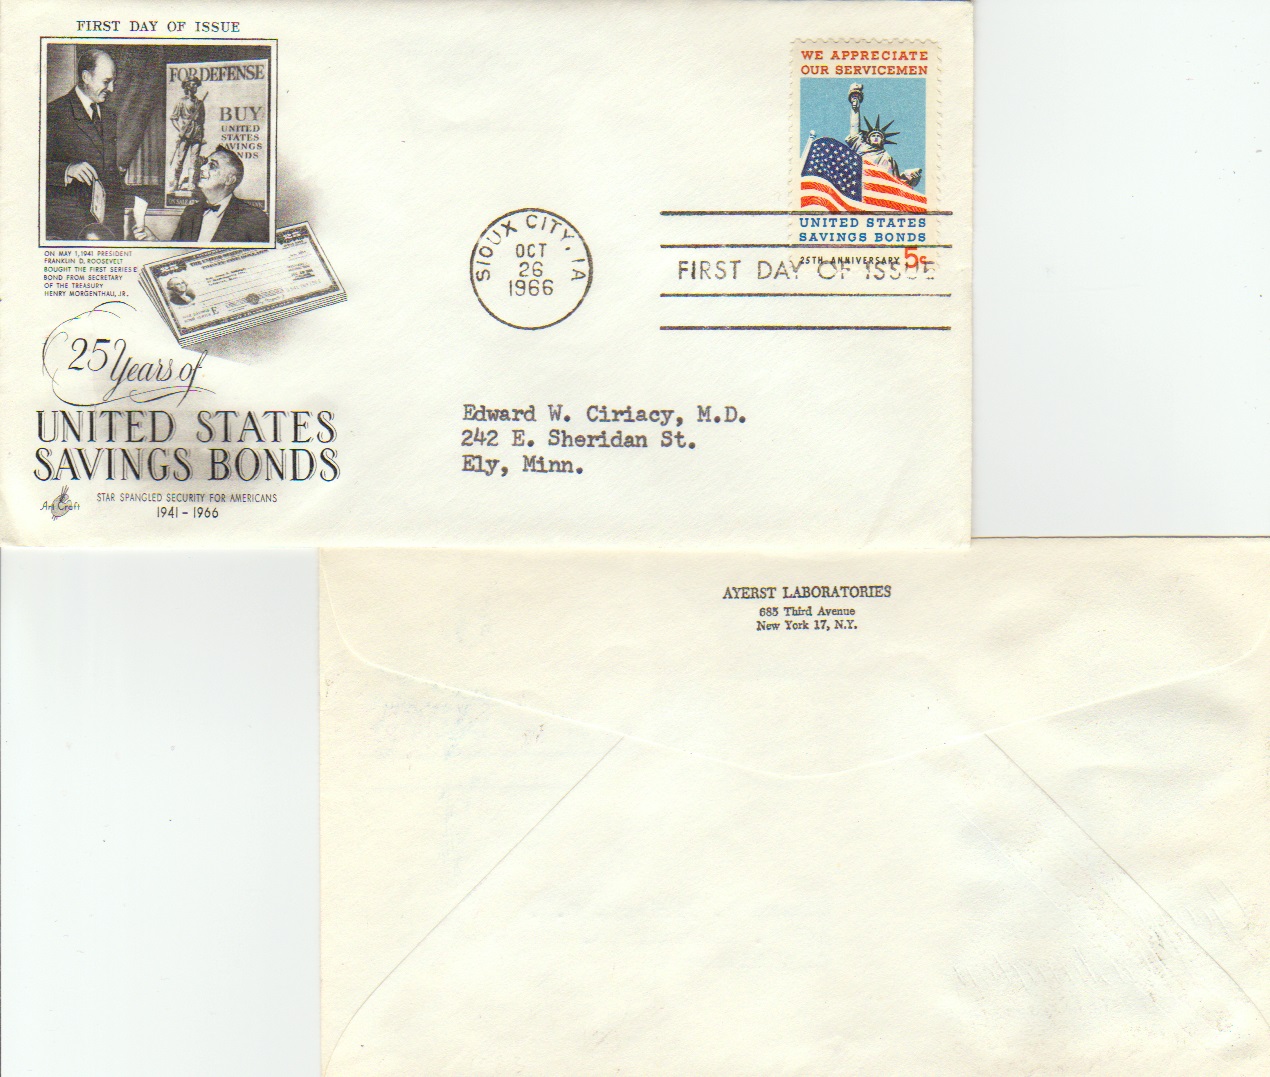 FIRST DAY OF ISSUE
FOR DEFENSE
BUY
UNITED
STATES
SAVINGS
BONDS
ON MAY 1, 1941 PRESIDENT
FRANKLIN D. ROOSEVELT
BOUGHT THE FIRST SERIES E
BOND FROM SECRETARY
OF THE TREASURY
HENRY MORGENTHAU, JR.
25 Years of
UNITED STATES
SAVINGS BONDS
Art Craft
STAR SPANGLED SECURITY FOR AMERICANS
1941 - 1966
SIOUX CITY, IA
OCT
26
1966
WE APPRECIATE
OUR SERVICEMEN
UNITED STATES
SAVINGS BONDS
25TH ANNIVERSARY 5c
FIRST DAY OF ISSUE
Edward W. Ciriacy, M.D.
242 E. Sheridan St.
Ely, Minn.
AYERST LABORATORIES
685 Third Avenue
New York 17, N.Y.